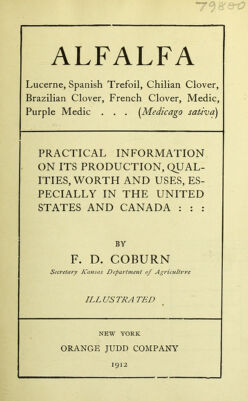 79800
ALFALFA
Lucerne, Spanish Trefoil, Chilian Clover,
Brazilian Clover, French Clover, Medic,
Purple Medic . . . (Medicago sativa)
PRACTICAL INFORMATION
ON ITS PRODUCTION, QUAL-
ITIES, WORTH AND USES, ES-
PECIALLY IN THE UNITED
STATES AND CANADA : : :
BY
F. D. COBURN
Secretary Kansas Department of Agriculture
ILLUSTRATED
NEW YORK
ORANGE JUDD COMPANY
1912